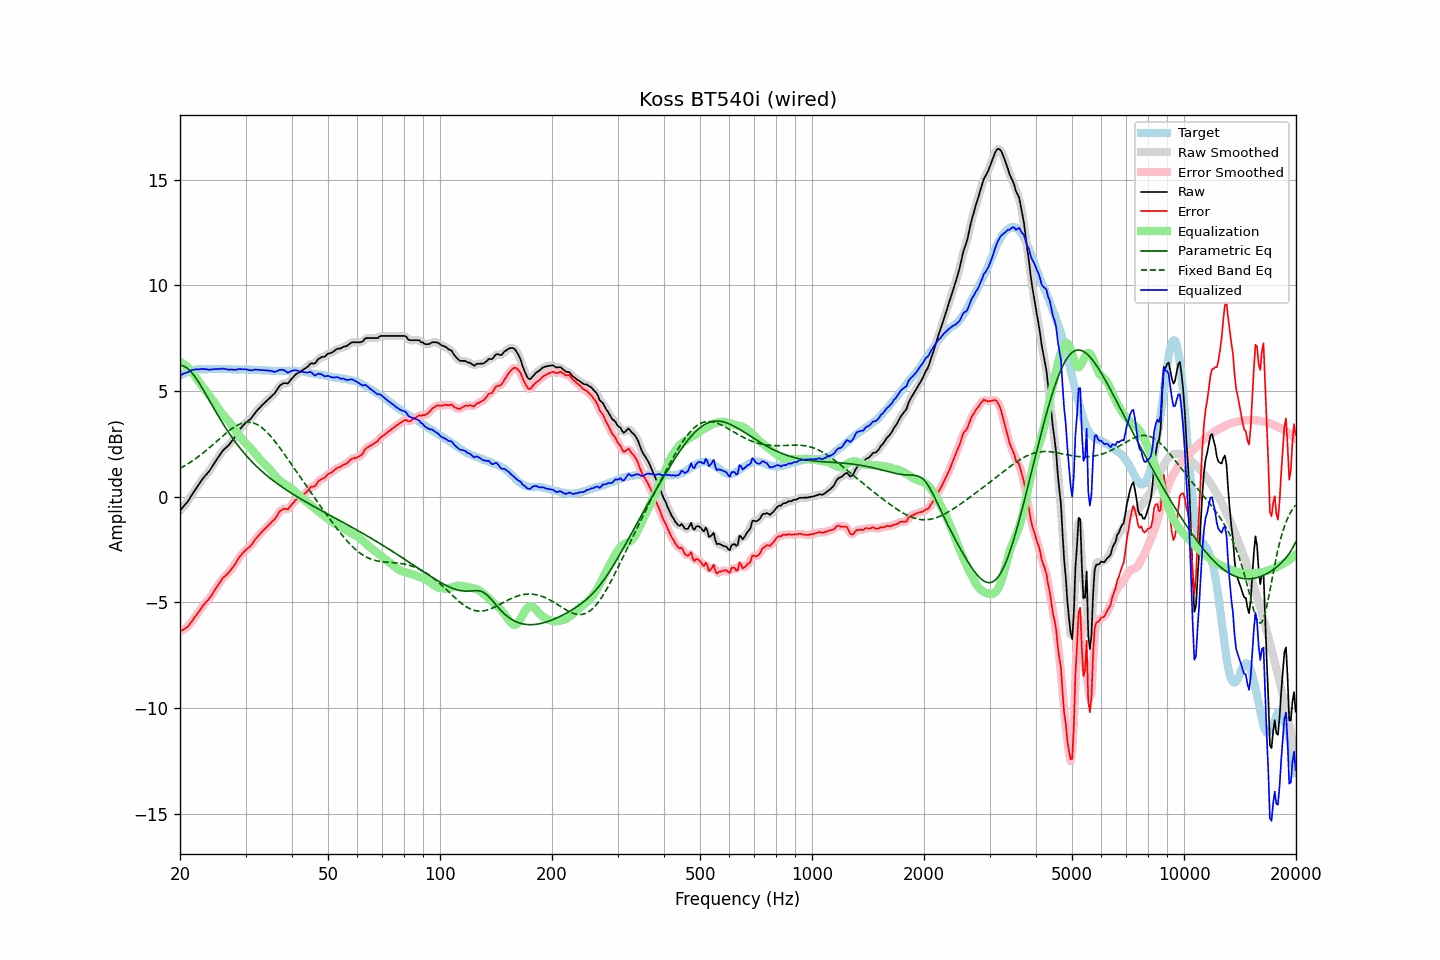 Koss BT540i (wired)
Target
Raw Smoothed
Error Smoothed
Raw
Error
Equalization
Parametric Eq
Fixed Band Eq
Equalized
Amplitude (dBr)
15
10
5
0
−5
−10
−15
20 50 100 200 500 1000 2000 5000 10000 20000
Frequency (Hz)